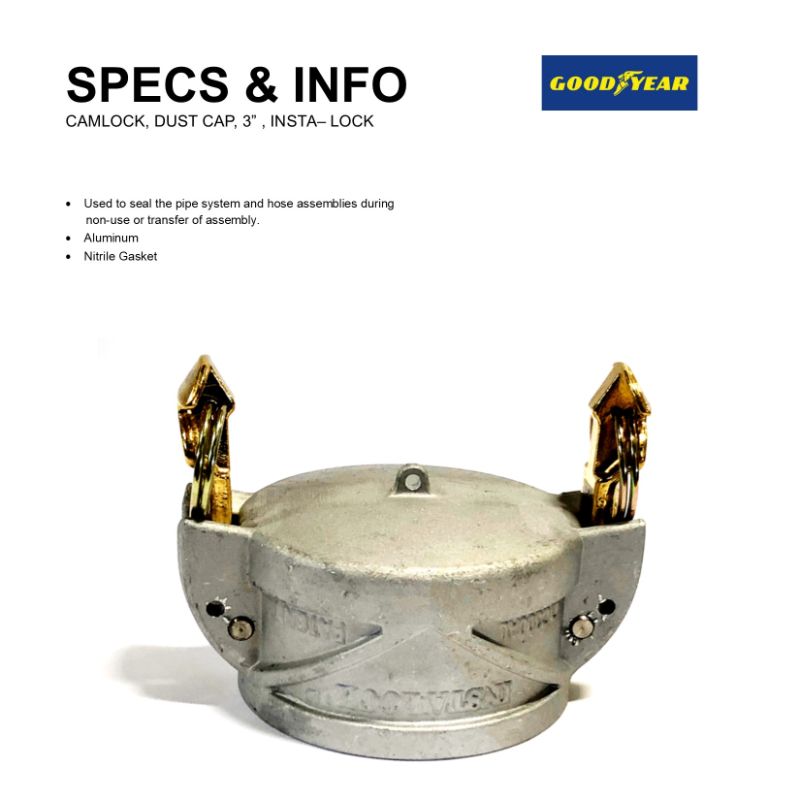 SPECS & INFO
CAMLOCK, DUST CAP, 3” , INSTA– LOCK
GOODYEAR
• Used to seal the pipe system and hose assemblies during
non-use or transfer of assembly.
• Aluminum
• Nitrile Gasket
INSTALOCK